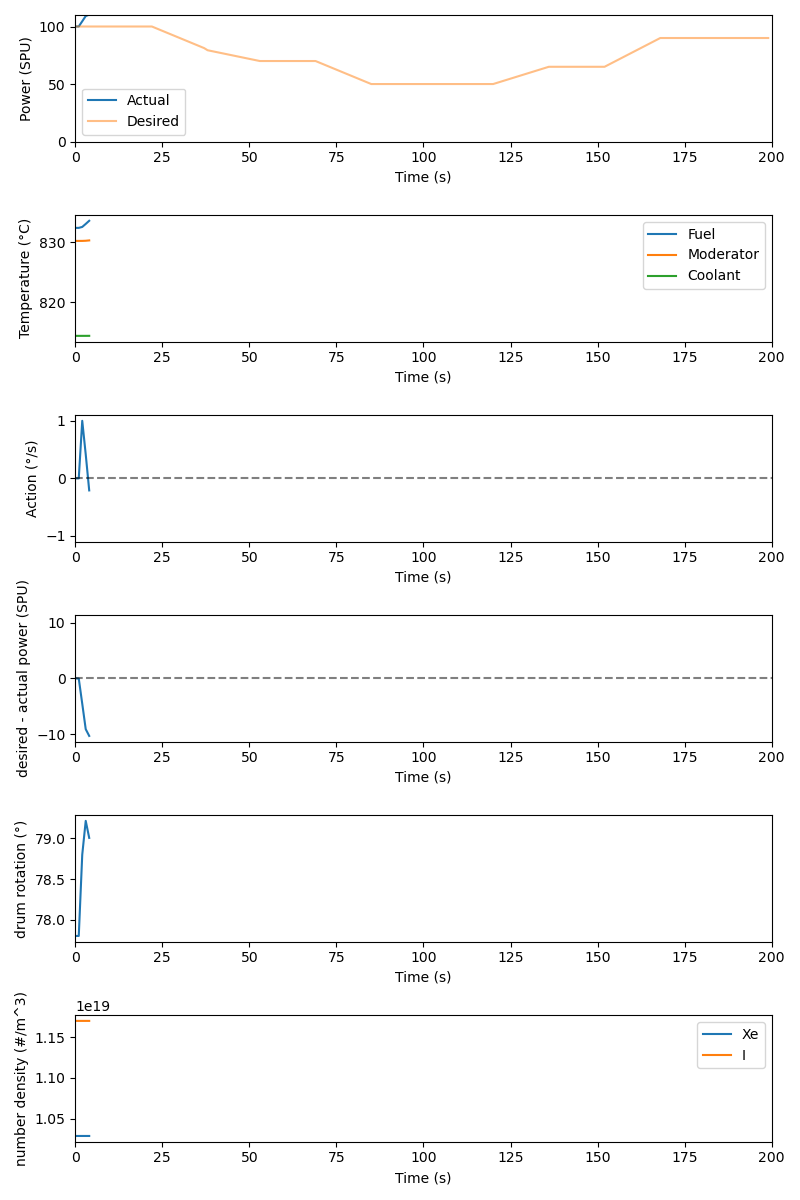 Power (SPU)
100
50
0
Actual
Desired
0 25 50 75 100 125 150 175 200
Time (s)
Temperature (°C)
830
820
Fuel
Moderator
Coolant
0 25 50 75 100 125 150 175 200
Time (s)
Action (°/s)
1
0
−1
0 25 50 75 100 125 150 175 200
Time (s)
desired - actual power (SPU)
10
0
−10
0 25 50 75 100 125 150 175 200
Time (s)
drum rotation (°)
79.0
78.5
78.0
0 25 50 75 100 125 150 175 200
Time (s)
number density (#/m^3)
1e19
1.15
1.10
1.05
Xe
I
0 25 50 75 100 125 150 175 200
Time (s)